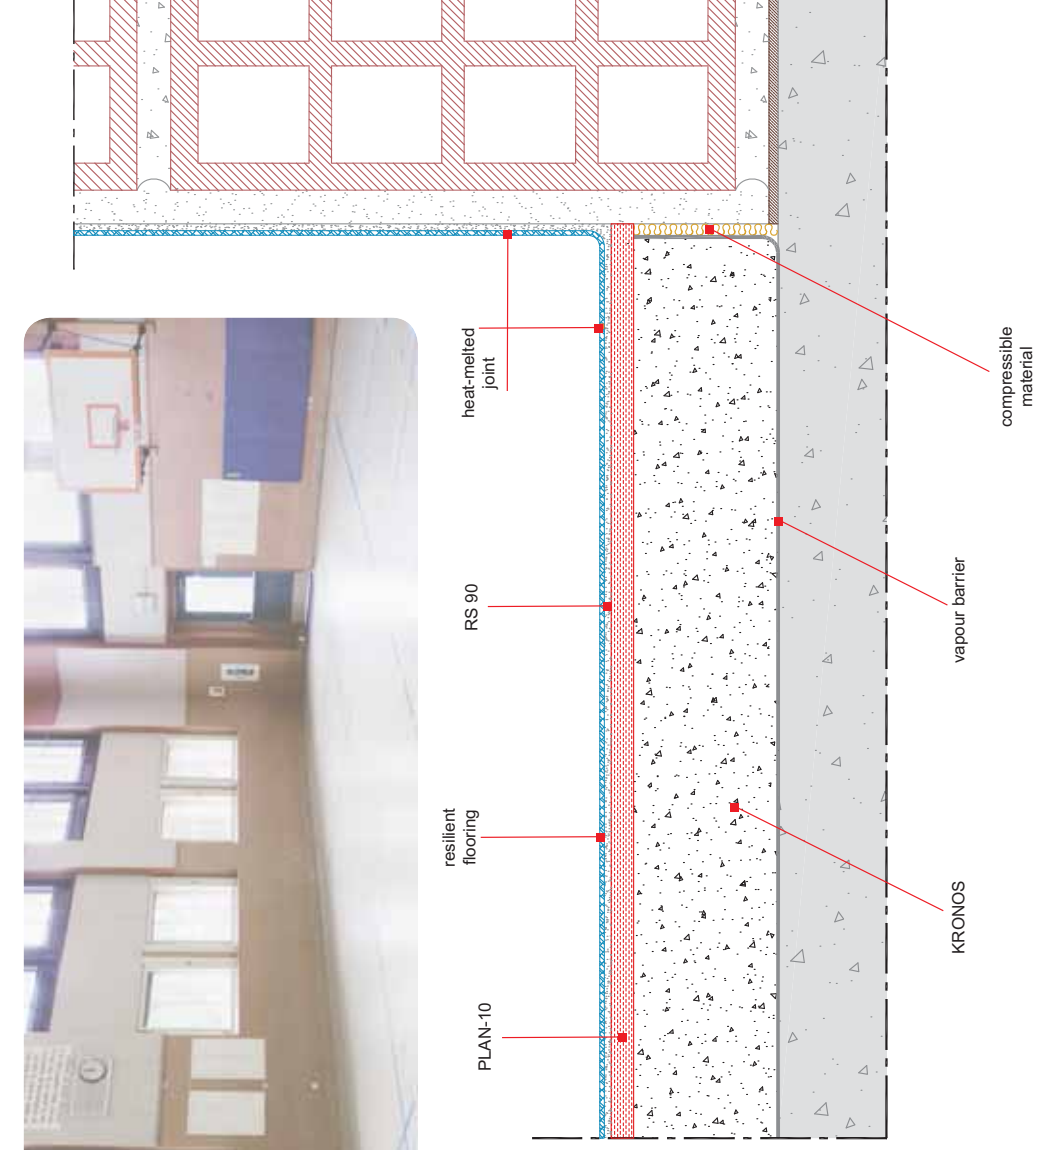 PLAN-10
resilient
flooring
RS 90
heat-melted
joint
KRONOS
vapour barrier
compressible
material